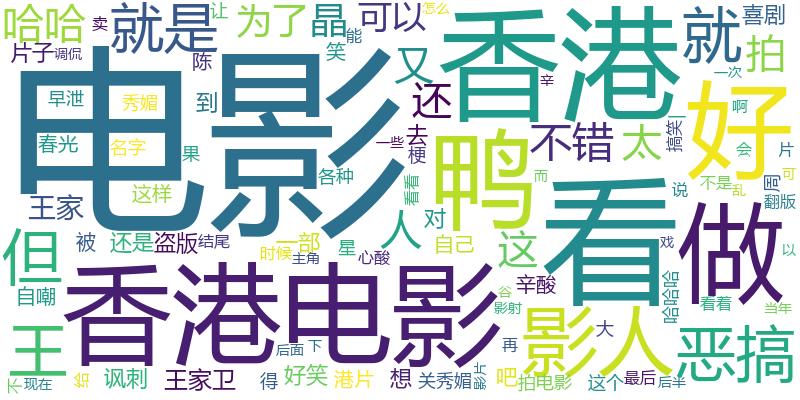 哈哈
就是
为了
让
晶
可以
怎么
香港
就
喜剧
片子
调侃
卖
陈
笑
能
又
拍
一次
早泄
秀媚
到
电影
还
好
辛
啊
春光
名字
果
去
梗
一些
鸭
不错
太
搞笑
会
片
王家
这样
各种
看看
看
而
说
不是
乱
周
可
翻版
但
被
还是
盗版
结尾
一部
时候
星
主角
人
对
自己
这
做
戏
以
自嘲
心酸
辛酸
哈哈哈
看着
当年
王
香港电影
谷
影射
影人
大
恶搞
不
现在
给
讽刺
王家卫
得
后面
下
好笑
港片
想
关秀媚
影片
再
吧
拍电影
这个
最后
后半